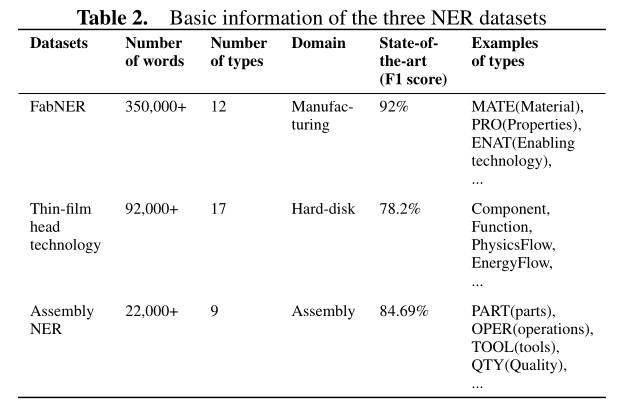 Table 2. Basic information of the three NER datasets
Datasets Number of words Number of types Domain State-of-the-art (F1 score) Examples of types
FabNER 350,000+ 12 Manufac-turing 92% MATE(Material),
PRO(Properties),
ENAT(Enabling
technology),
...
Thin-film head technology 92,000+ 17 Hard-disk 78.2% Component,
Function,
PhysicsFlow,
EnergyFlow,
...
Assembly NER 22,000+ 9 Assembly 84.69% PART(parts),
OPER(operations),
TOOL(tools),
QTY(Quality),
...